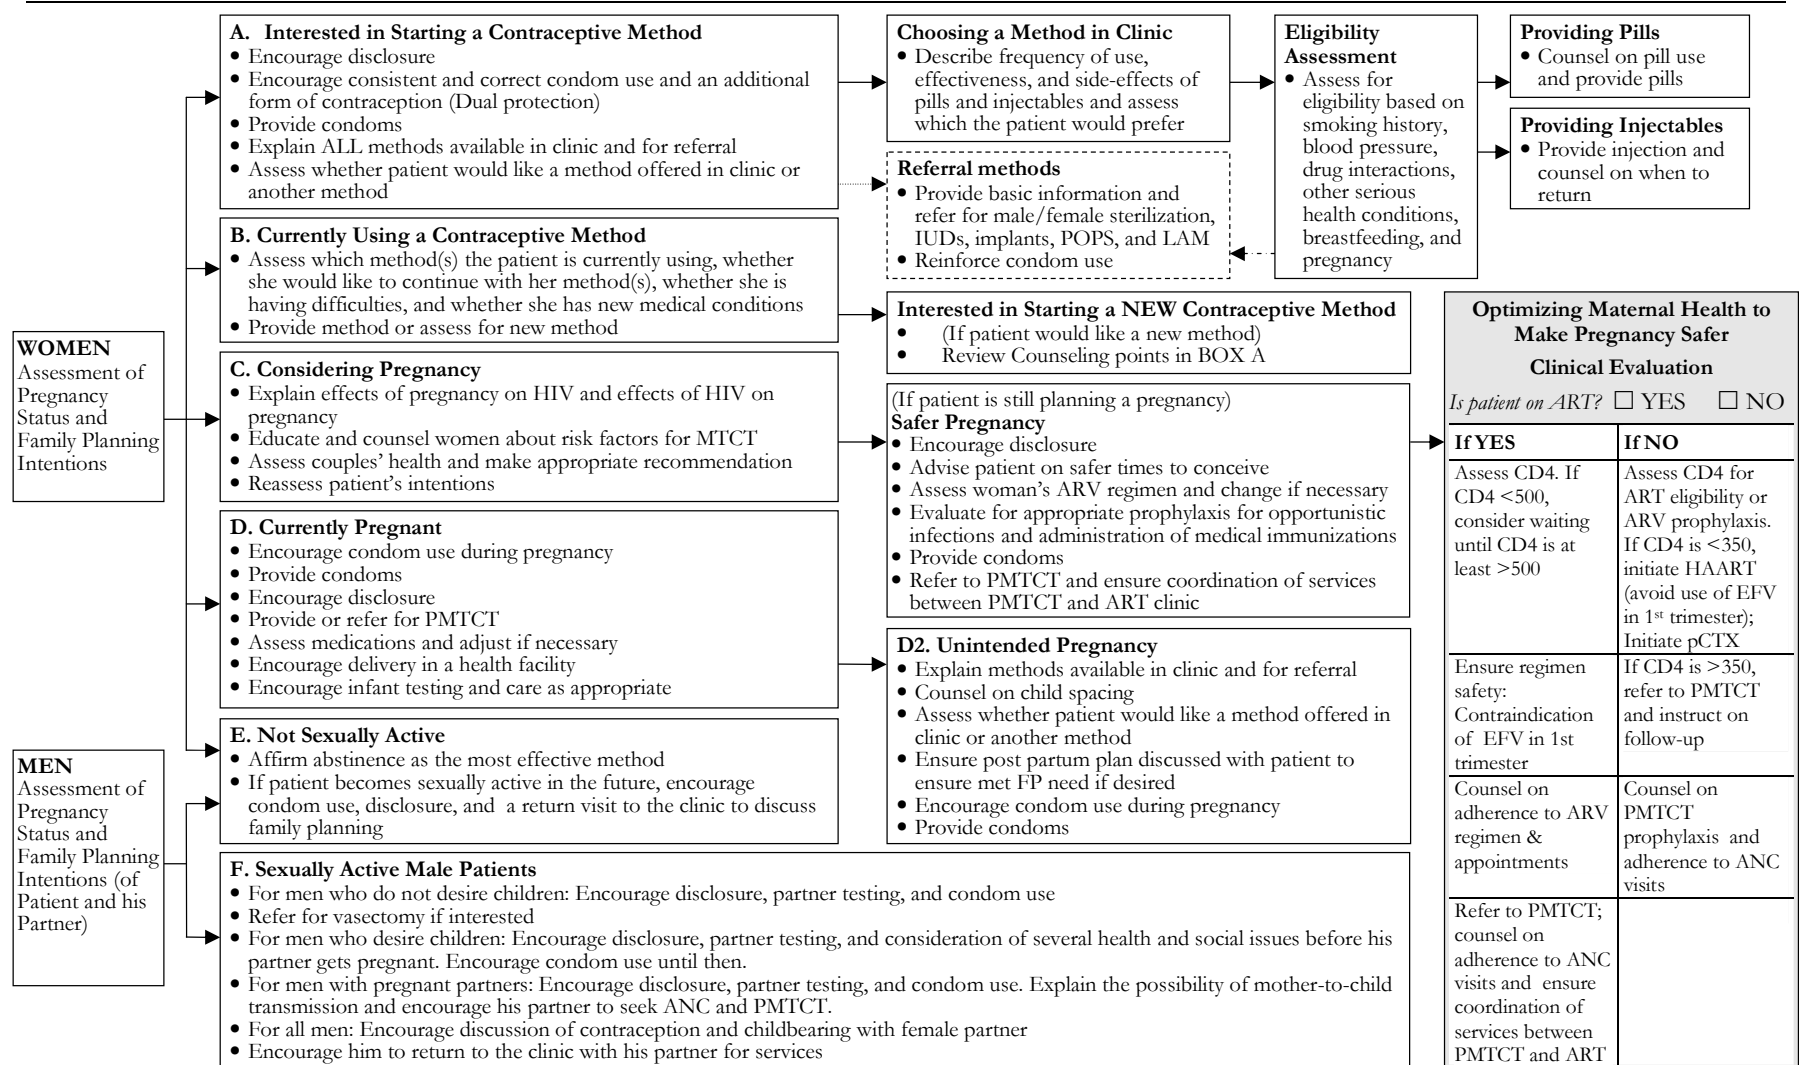 A. Interested in Starting a Contraceptive Method
• Encourage disclosure
• Encourage consistent and correct condom use and an additional
form of contraception (Dual protection)
• Provide condoms
• Explain ALL methods available in clinic and for referral
• Assess whether patient would like a method offered in clinic or
another method
Choosing a Method in Clinic
• Describe frequency of use,
effectiveness, and side-effects of
pills and injectables and assess
which the patient would prefer
Referral methods
• Provide basic information and
refer for male/female sterilization,
IUDs, implants, POPS, and LAM
• Reinforce condom use
Eligibility
Assessment
• Assess for
eligibility based on
smoking history,
blood pressure,
drug interactions,
other serious
health conditions,
breastfeeding, and
pregnancy
Providing Pills
• Counsel on pill use
and provide pills
Providing Injectables
• Provide injection and
counsel on when to
return
WOMEN
Assessment of
Pregnancy
Status and
Family Planning
Intentions
B. Currently Using a Contraceptive Method
• Assess which method(s) the patient is currently using, whether
she would like to continue with her method(s), whether she is
having difficulties, and whether she has new medical conditions
• Provide method or assess for new method
Interested in Starting a NEW Contraceptive Method
• (If patient would like a new method)
• Review Counseling points in BOX A
C. Considering Pregnancy
• Explain effects of pregnancy on HIV and effects of HIV on
pregnancy
• Educate and counsel women about risk factors for MTCT
• Assess couples' health and make appropriate recommendation
• Reassess patient's intentions
(If patient is still planning a pregnancy)
Safer Pregnancy
• Encourage disclosure
• Advise patient on safer times to conceive
• Assess woman's ARV regimen and change if necessary
• Evaluate for appropriate prophylaxis for opportunistic
infections and administration of medical immunizations
• Provide condoms
• Refer to PMTCT and ensure coordination of services
between PMTCT and ART clinic
D. Currently Pregnant
• Encourage condom use during pregnancy
• Provide condoms
• Encourage disclosure
• Provide or refer for PMTCT
• Assess medications and adjust if necessary
• Encourage delivery in a health facility
• Encourage infant testing and care as appropriate
D2. Unintended Pregnancy
• Explain methods available in clinic and for referral
• Counsel on child spacing
• Assess whether patient would like a method offered in
clinic or another method
• Ensure post partum plan discussed with patient to
ensure met FP need if desired
• Encourage condom use during pregnancy
• Provide condoms
E. Not Sexually Active
• Affirm abstinence as the most effective method
• If patient becomes sexually active in the future, encourage
condom use, disclosure, and a return visit to the clinic to discuss
family planning
MEN
Assessment of
Pregnancy
Status and
Family Planning
Intentions (of
Patient and his
Partner)
F. Sexually Active Male Patients
• For men who do not desire children: Encourage disclosure, partner testing, and condom use
• Refer for vasectomy if interested
• For men who desire children: Encourage disclosure, partner testing, and consideration of several health and social issues before his
partner gets pregnant. Encourage condom use until then.
• For men with pregnant partners: Encourage disclosure, partner testing, and condom use. Explain the possibility of mother-to-child
transmission and encourage his partner to seek ANC and PMTCT.
• For all men: Encourage discussion of contraception and childbearing with female partner
• Encourage him to return to the clinic with his partner for services
Optimizing Maternal Health to
Make Pregnancy Safer
Clinical Evaluation
Is patient on ART? ☐ YES ☐ NO
If YES
Assess CD4. If
CD4 <500,
consider waiting
until CD4 is at
least >500
If NO
Assess CD4 for
ART eligibility or
ARV prophylaxis.
If CD4 is <350,
initiate HAART
(avoid use of EFV
in 1st trimester);
Initiate pCTX
Ensure regimen
safety:
Contraindication
of EFV in 1st
trimester
If CD4 is >350,
refer to PMTCT
and instruct on
follow-up
Counsel on
adherence to ARV
regimen &
appointments
Counsel on
PMTCT
prophylaxis and
adherence to ANC
visits
Refer to PMTCT;
counsel on
adherence to ANC
visits and ensure
coordination of
services between
PMTCT and ART